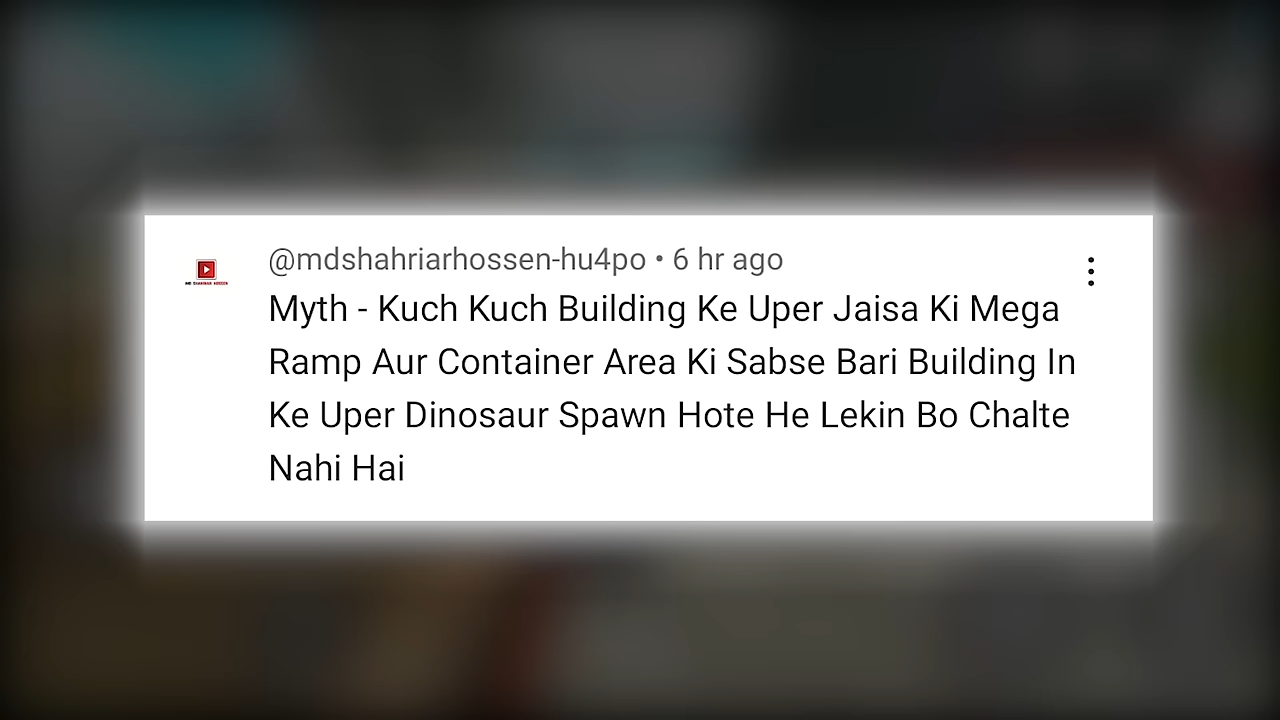 @mdshahriarhossen-hu4po • 6 hr ago
Myth - Kuch Kuch Building Ke Uper Jaisa Ki Mega
Ramp Aur Container Area Ki Sabse Bari Building In
Ke Uper Dinosaur Spawn Hote He Lekin Bo Chalte
Nahi Hai